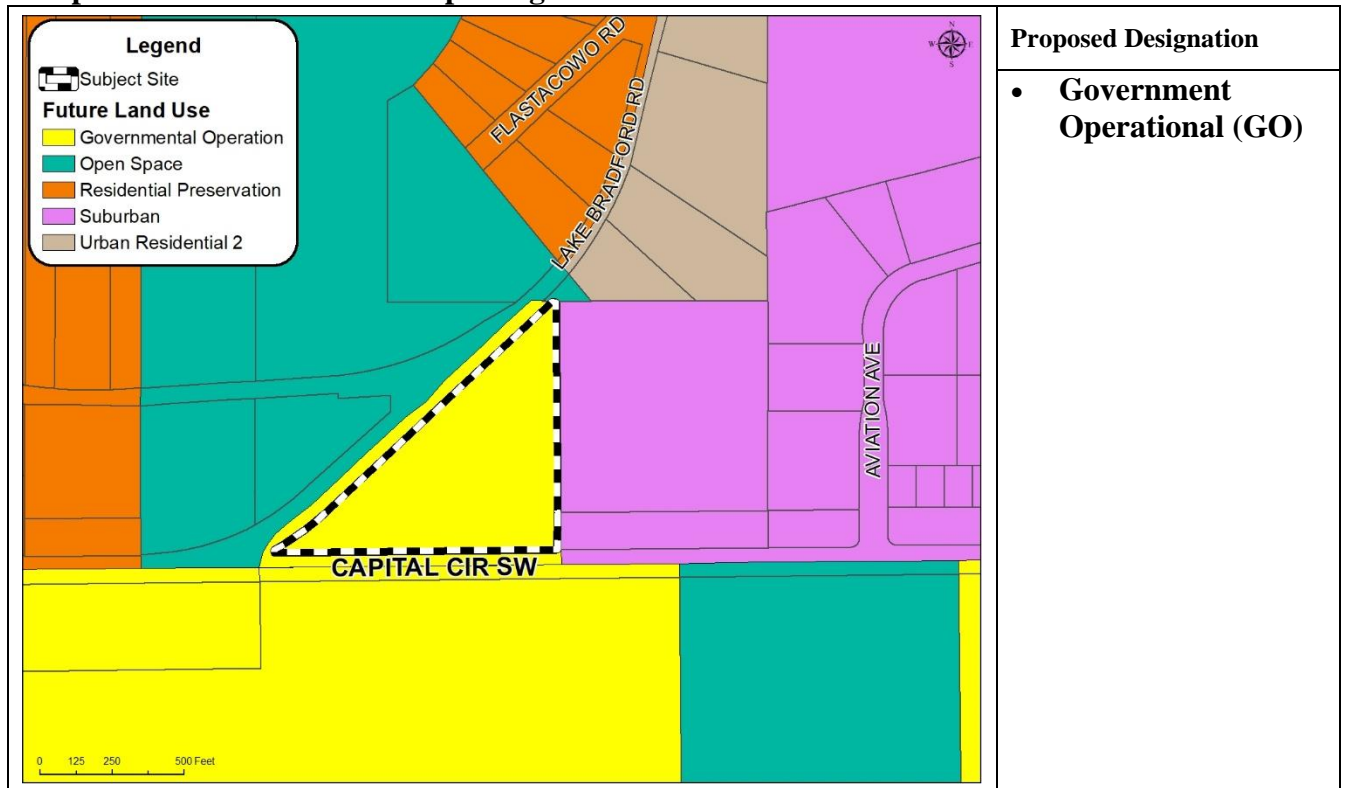 Legend
Subject Site
Future Land Use
Governmental Operation
Open Space
Residential Preservation
Suburban
Urban Residential 2
FLASTACOWO RD
LAKE BRADFORD RD
N
W E
S
AVIATION AVE
CAPITAL CIR SW
0 125 250 500 Feet
Proposed Designation
• Government
Operational (GO)